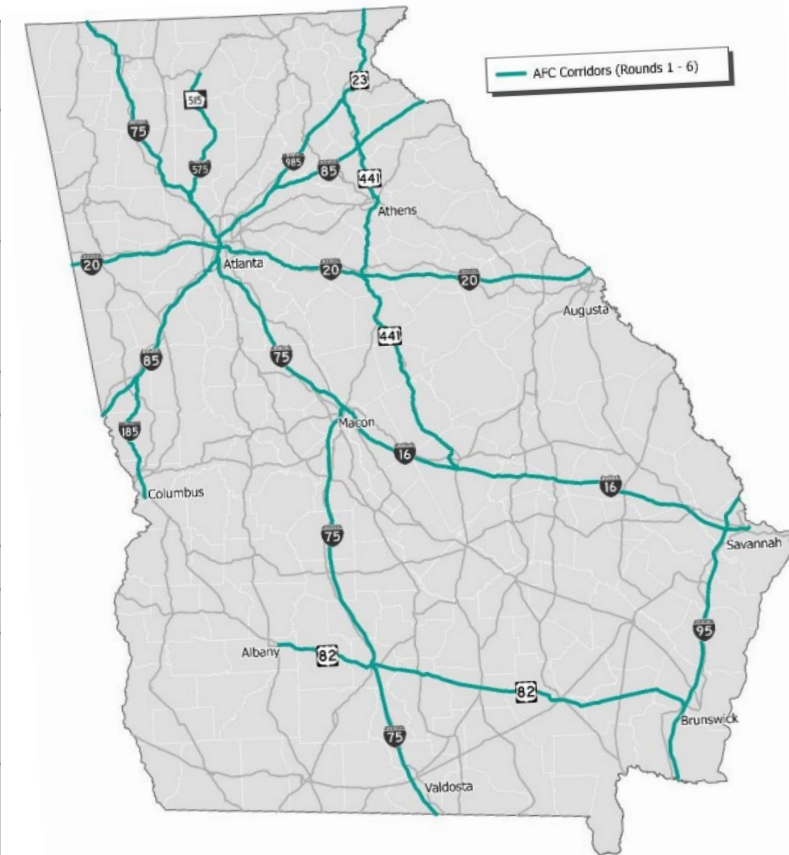 23
AFC Corridors (Rounds 1 - 6)
515
75
575
985
85
441
Athens
20
Atlanta
20
20
Augusta
441
85
75
185
Macon
16
Columbus
16
Savannah
75
95
Albany
82
82
Brunswick
75
Valdosta